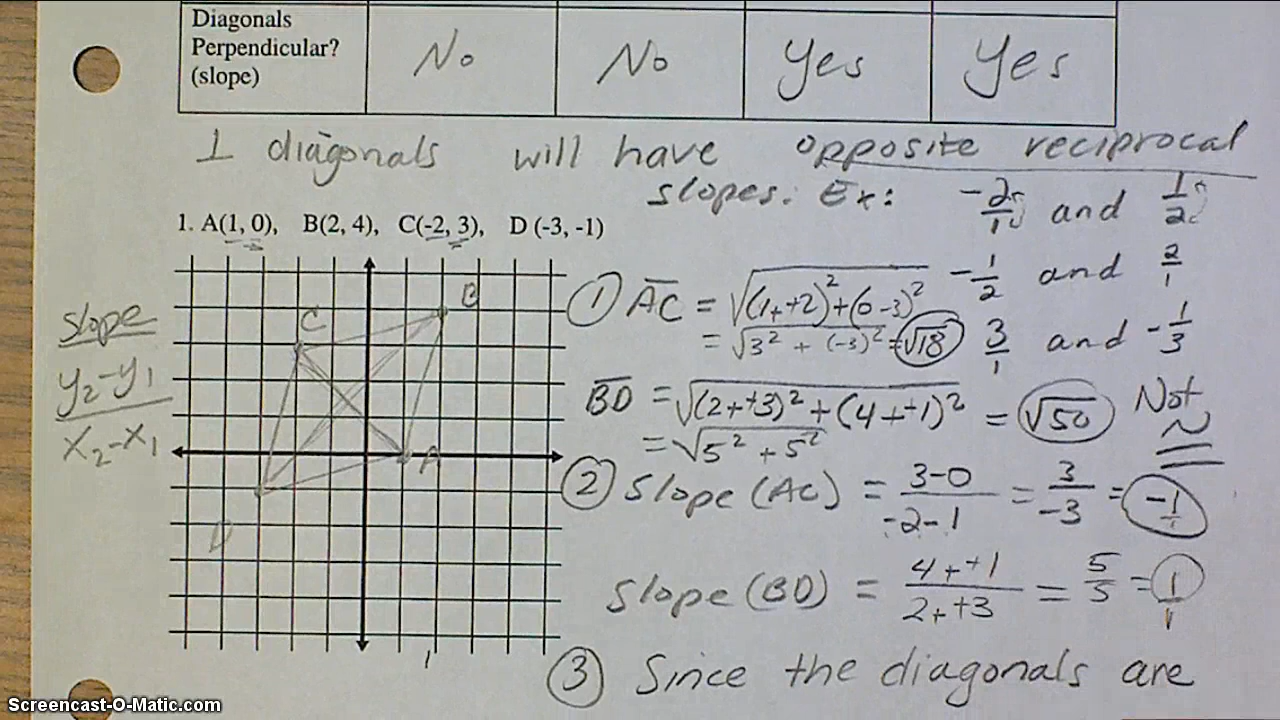 Diagonals
Perpendicular?
(slope)
No No Yes Yes
⊥ diagonals will have opposite reciprocal
slopes. Ex: -2/1 and 1/2
1. A(1, 0), B(2, 4), C(-2, 3), D (-3, -1)
-1/2 and 2/1
3/1 and -1/3
slope
y₂-y₁
x₂-x₁
C B
A
D
① AC̅ = √(1++2)²+(0-3)²
= √3² + (-3)² = √18
BD̅ = √(2++3)² + (4++1)² = √50 Not ≅
= √5² + 5²
② Slope (AC) = 3-0/-2-1 = 3/-3 = -1/1
Slope (BD) = 4++1/2++3 = 5/5 = 1/1
③ Since the diagonals are
Screencast-O-Matic.com